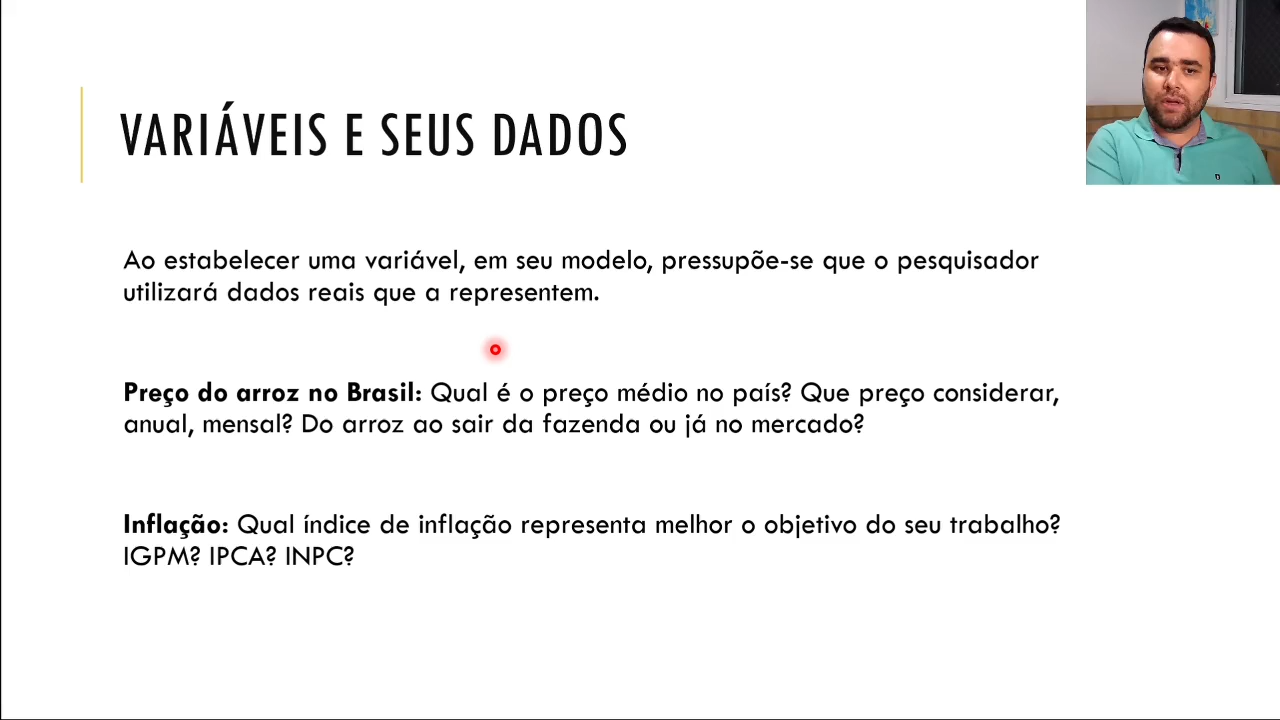 VARIÁVEIS E SEUS DADOS
Ao estabelecer uma variável, em seu modelo, pressupõe-se que o pesquisador
utilizará dados reais que a representem.
Preço do arroz no Brasil: Qual é o preço médio no país? Que preço considerar,
anual, mensal? Do arroz ao sair da fazenda ou já no mercado?
Inflação: Qual índice de inflação representa melhor o objetivo do seu trabalho?
IGPM? IPCA? INPC?